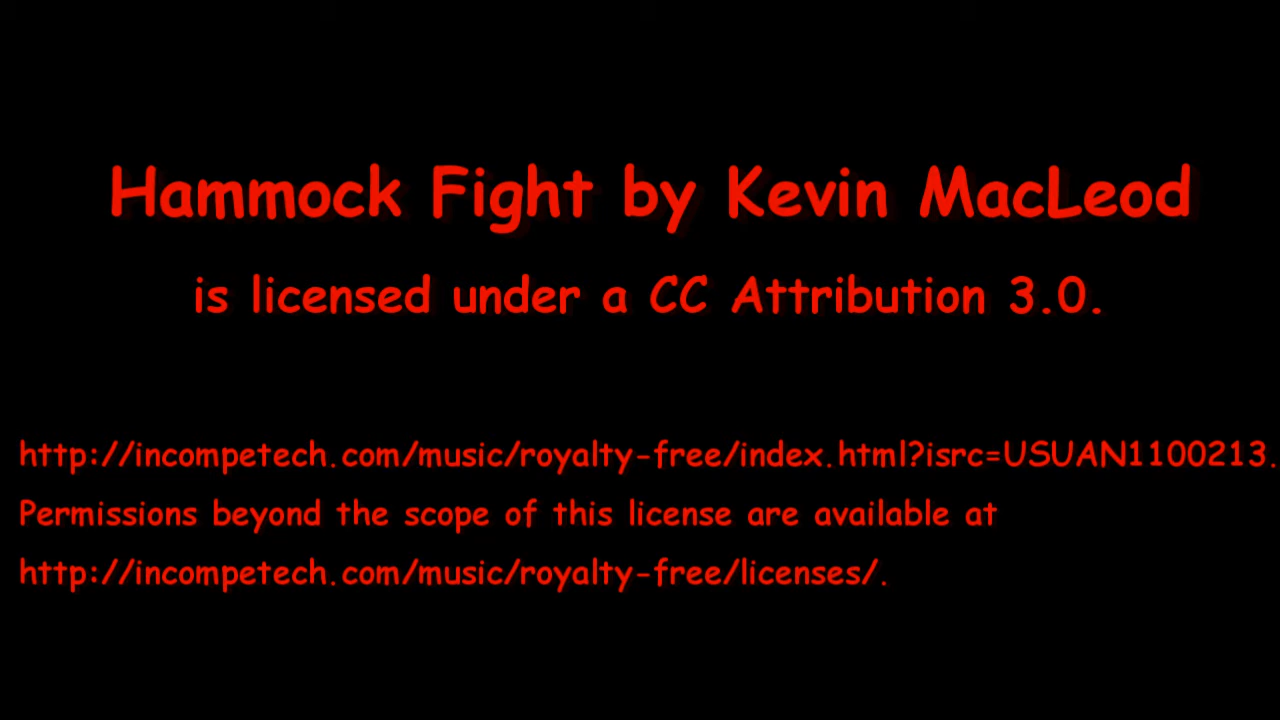 Hammock Fight by Kevin MacLeod
is licensed under a CC Attribution 3.0.
http://incompetech.com/music/royalty-free/index.html?isrc=USUAN1100213.
Permissions beyond the scope of this license are available at
http://incompetech.com/music/royalty-free/licenses/.